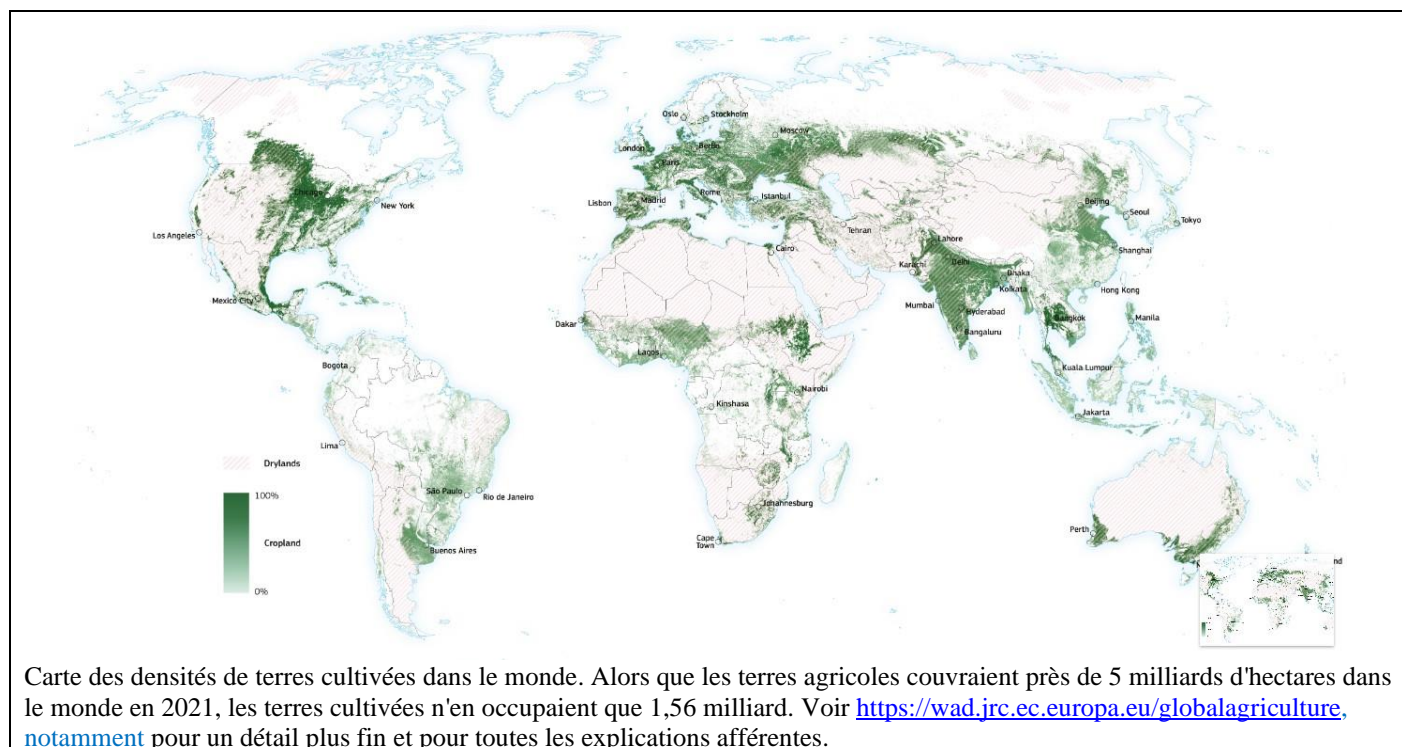 Oslo
Stockholm
Moscow
London
Berlin
Paris
Chicago
New York
Lisbon
Madrid
Rome
Istanbul
Beijing
Seoul
Tokyo
Los Angeles
Tehran
Lahore
Shanghai
Cairo
Karachi
Delhi
Dhaka
Kolkata
Hong Kong
Mexico City
Mumbai
Hyderabad
Dakar
Bangkok
Manila
Bengaluru
Lagos
Bogota
Kuala Lumpur
Nairobi
Kinshasa
Jakarta
Lima
Drylands
São Paulo
Rio de Janeiro
100%
Johannesburg
Perth
Cropland
Cape
Town
Buenos Aires
0%
nd
Carte des densités de terres cultivées dans le monde. Alors que les terres agricoles couvraient près de 5 milliards d'hectares dans
le monde en 2021, les terres cultivées n'en occupaient que 1,56 milliard. Voir https://wad.jrc.ec.europa.eu/globalagriculture,
notamment pour un détail plus fin et pour toutes les explications afférentes.